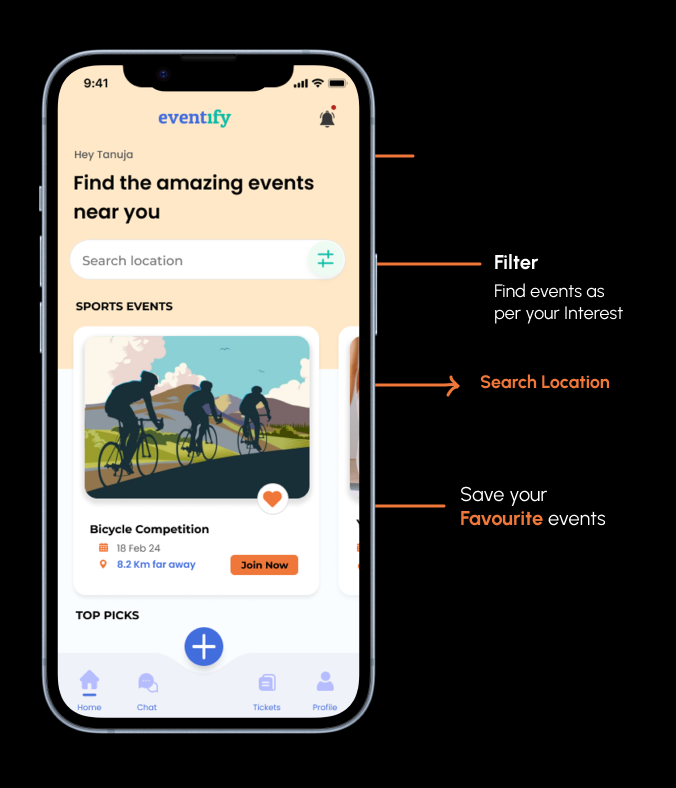 9:41
eventify
Hey Tanuja
Find the amazing events
near you
Search location
SPORTS EVENTS
Bicycle Competition
18 Feb 24
8.2 Km far away
Join Now
TOP PICKS
Home
Chat
Tickets
Profile
Filter
Find events as
per your Interest
Search Location
Save your
Favourite events